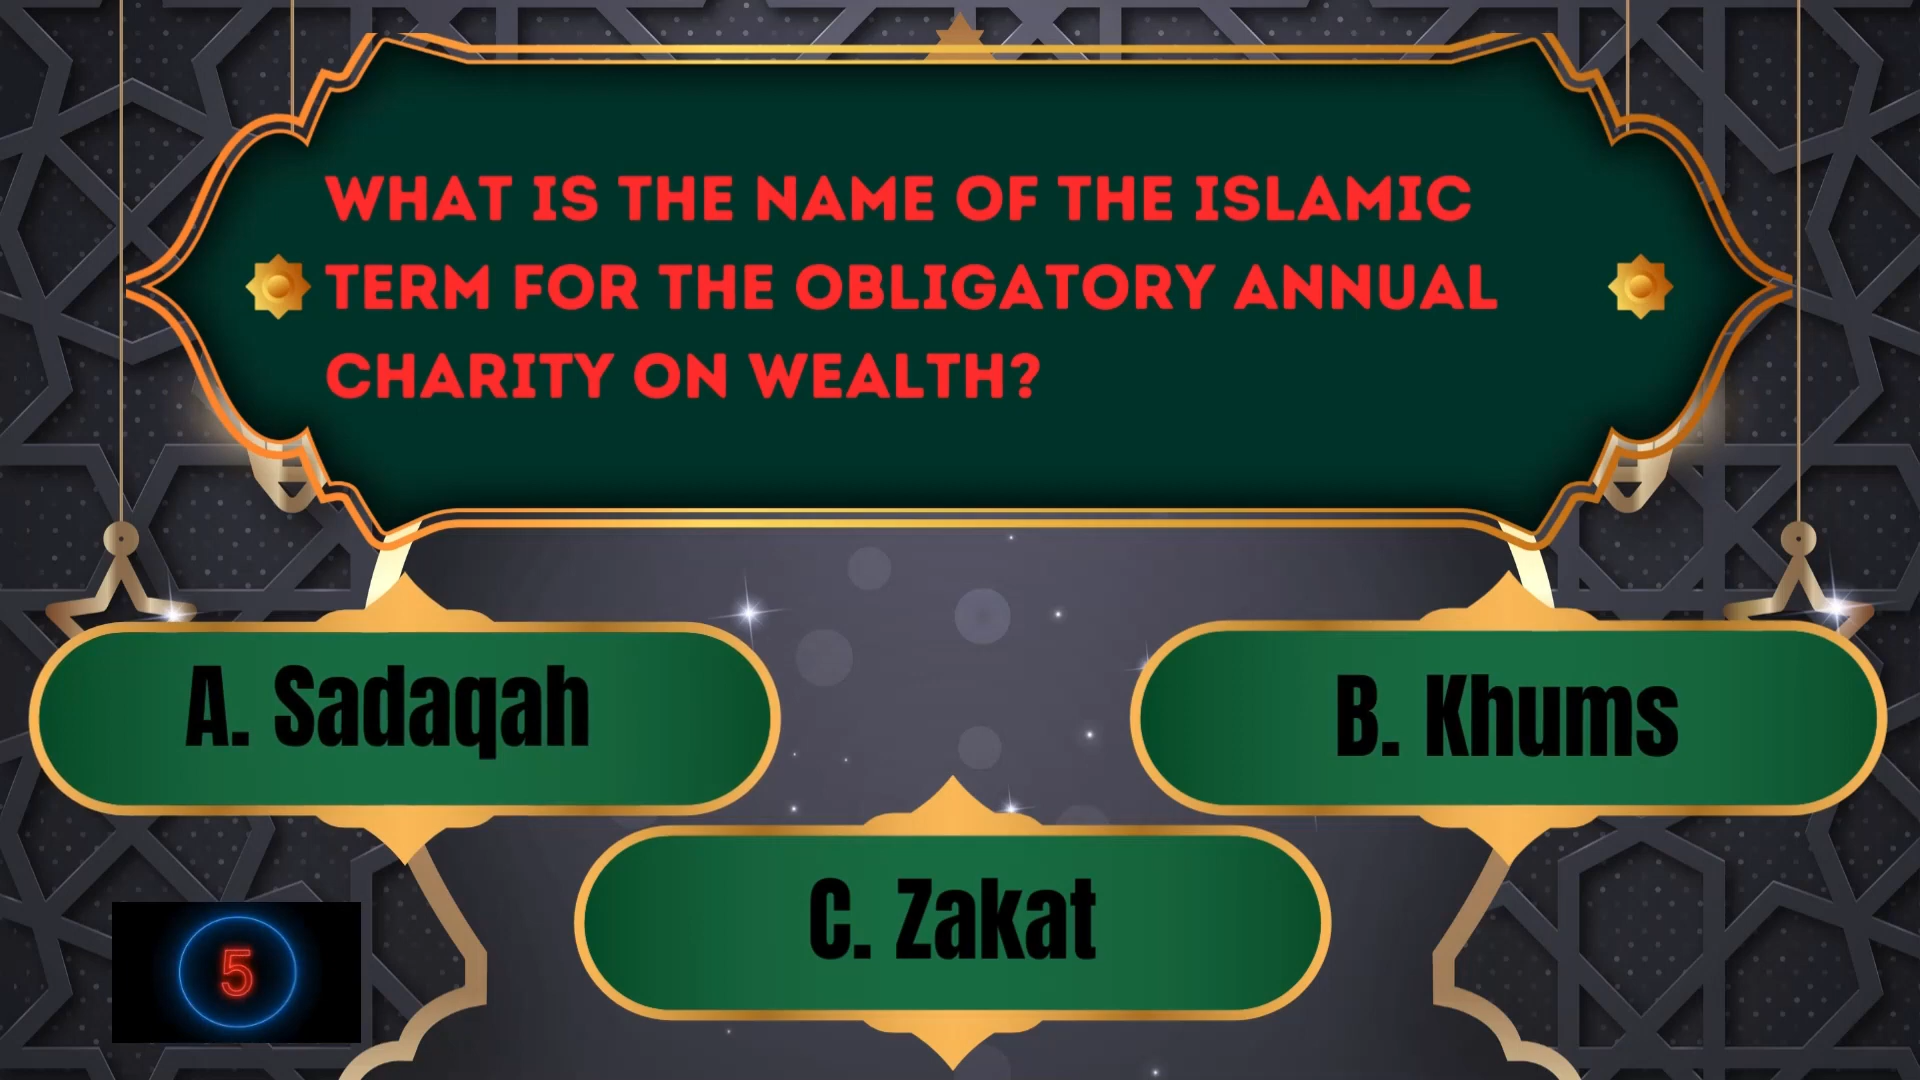 WHAT IS THE NAME OF THE ISLAMIC
TERM FOR THE OBLIGATORY ANNUAL
CHARITY ON WEALTH?
A. Sadaqah
B. Khums
C. Zakat
5